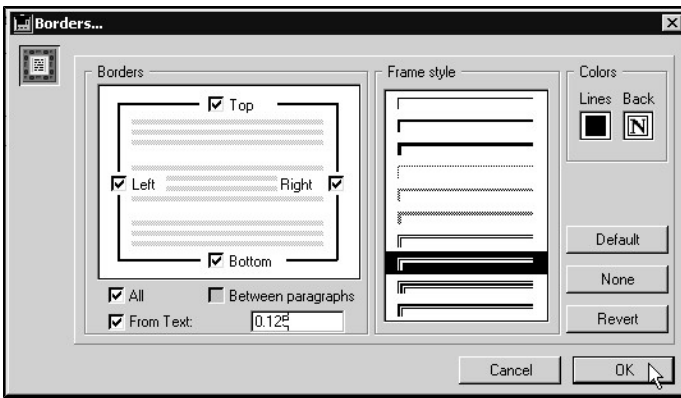 Borders...
Borders
Frame style
Colors
Top
Lines Back
N
Left
Right
Bottom
Default
All
Between paragraphs
None
From Text:
0.125
Revert
Cancel
OK